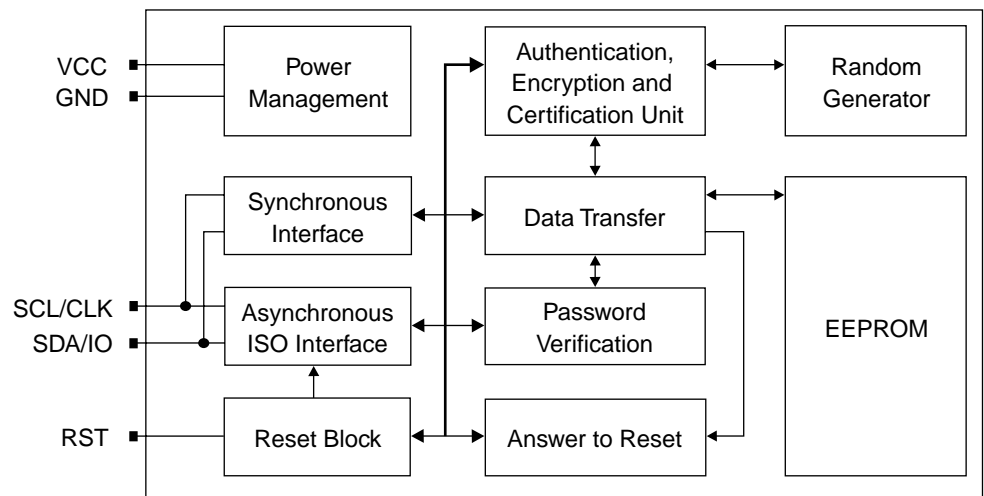 VCC
GND
Power
Management
Authentication,
Encryption and
Certification Unit
Random
Generator
Synchronous
Interface
Data Transfer
SCL/CLK
SDA/IO
Asynchronous
ISO Interface
Password
Verification
EEPROM
RST
Reset Block
Answer to Reset